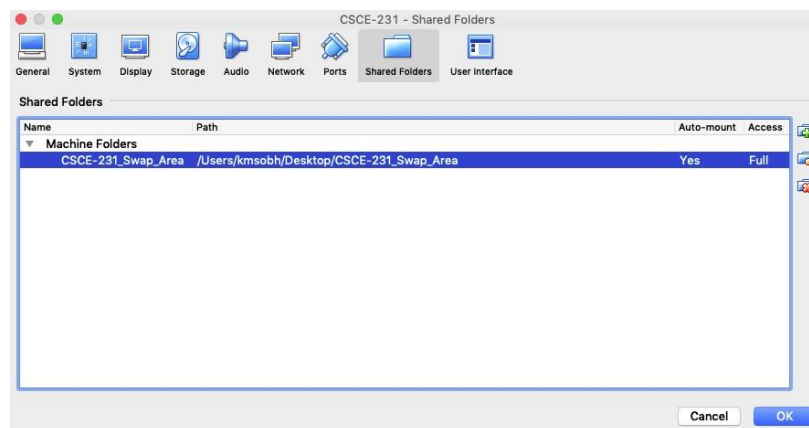 CSCE-231 - Shared Folders
General System Display Storage Audio Network Ports Shared Folders User Interface
Shared Folders
Name Path Auto-mount Access
Machine Folders
CSCE-231_Swap_Area /Users/kmsobh/Desktop/CSCE-231_Swap_Area Yes Full
Cancel OK